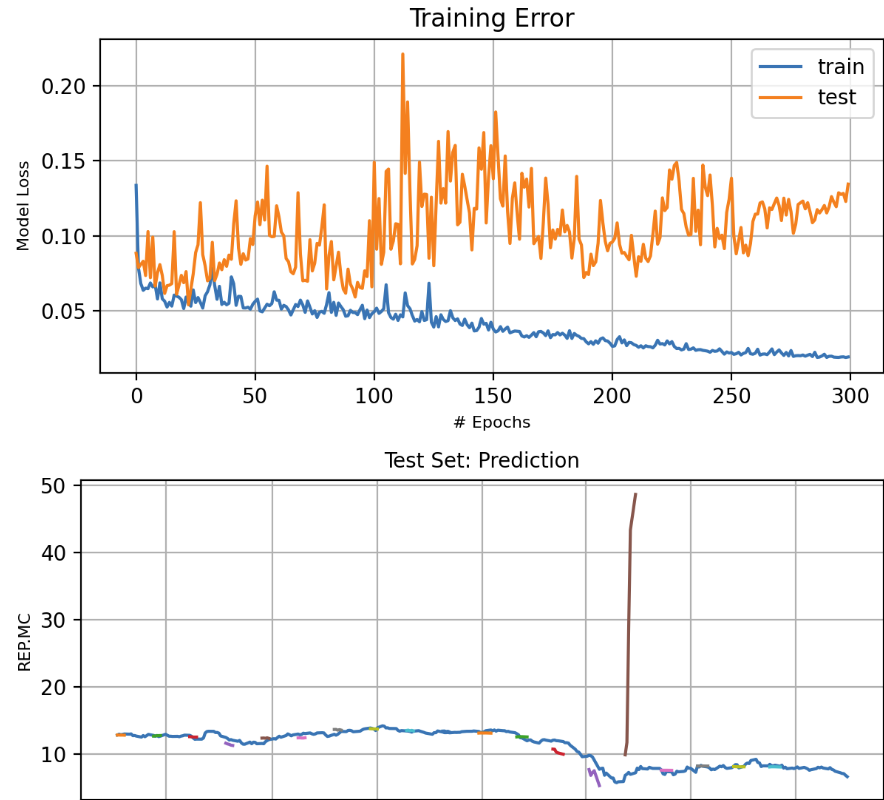 Training Error
0.20
0.15
0.10
0.05
Model Loss
train
test
0 50 100 150 200 250 300
# Epochs
Test Set: Prediction
50
40
30
20
10
REP.MC